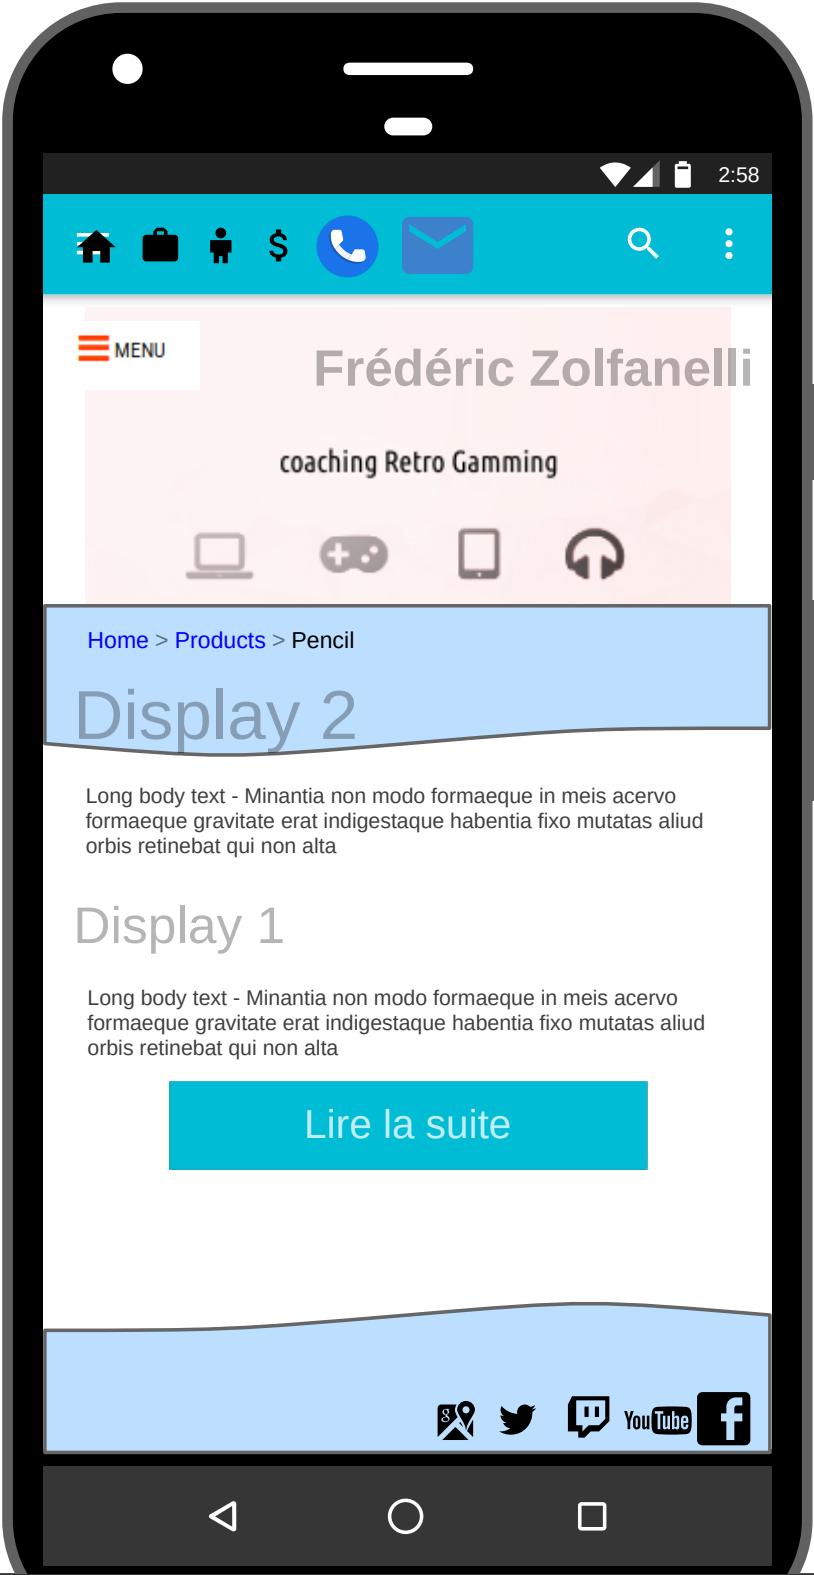 2:58
$
MENU
Frédéric Zolfanelli
coaching Retro Gamming
Home > Products > Pencil
Display 2
Long body text - Minantia non modo formaeque in meis acervo
formaeque gravitate erat indigestaque habentia fixo mutatas aliud
orbis retinebat qui non alta
Display 1
Long body text - Minantia non modo formaeque in meis acervo
formaeque gravitate erat indigestaque habentia fixo mutatas aliud
orbis retinebat qui non alta
Lire la suite
g YouTube f